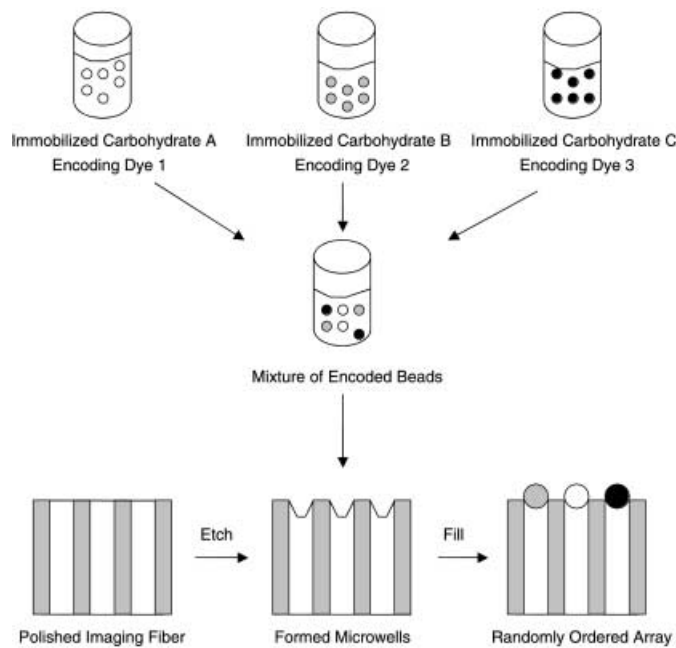 Immobilized Carbohydrate A
Encoding Dye 1
Immobilized Carbohydrate B
Encoding Dye 2
Immobilized Carbohydrate C
Encoding Dye 3
Mixture of Encoded Beads
Etch
Fill
Polished Imaging Fiber
Formed Microwells
Randomly Ordered Array